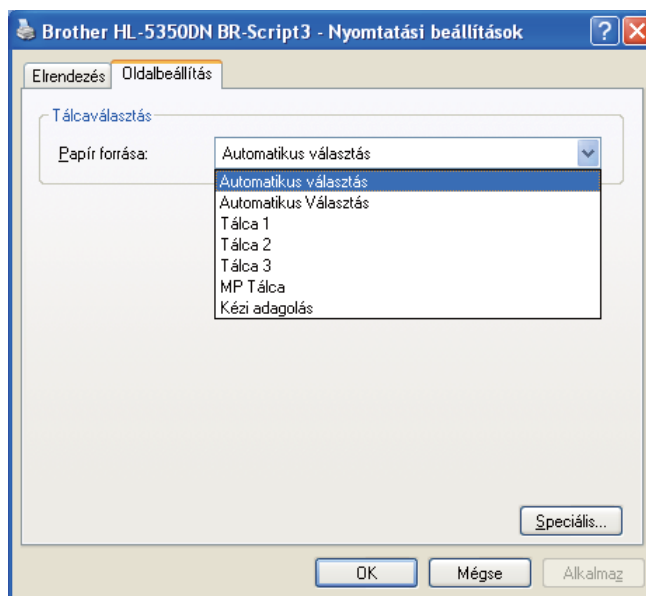 Brother HL-5350DN BR-Script3 - Nyomtatási beállítások
Elrendezés Oldalbeállítás
Tálcaválasztás
Papír forrása: Automatikus választás
Automatikus választás
Automatikus Választás
Tálca 1
Tálca 2
Tálca 3
MP Tálca
Kézi adagolás
Speciális...
OK Mégse Alkalmaz